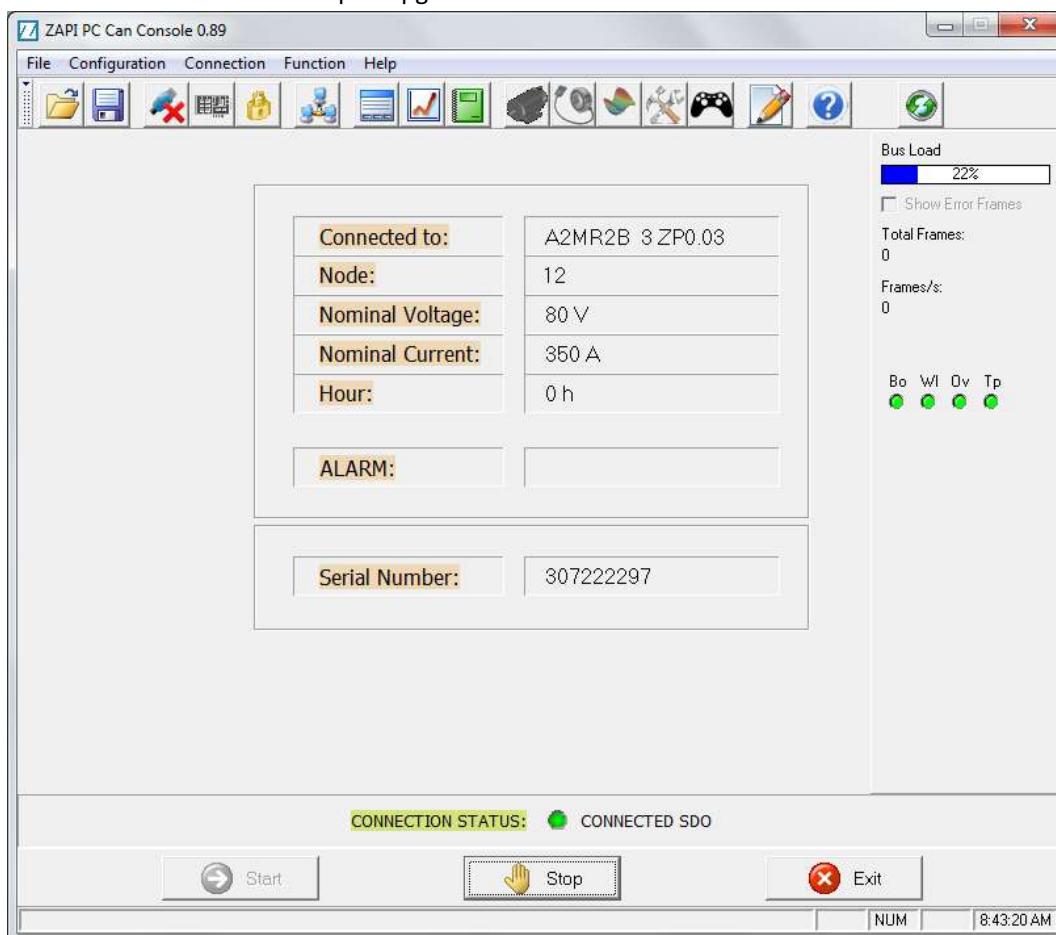 ZAPI PC Can Console 0.89
File Configuration Connection Function Help
Bus Load
22%
Show Error Frames
Total Frames:
0
Frames/s:
0
Bo Wl Ov Tp
Connected to: A2MR2B 3 ZP0.03
Node: 12
Nominal Voltage: 80 V
Nominal Current: 350 A
Hour: 0 h
ALARM:
Serial Number: 307222297
CONNECTION STATUS: CONNECTED SDO
Start Stop Exit
NUM 8:43:20 AM